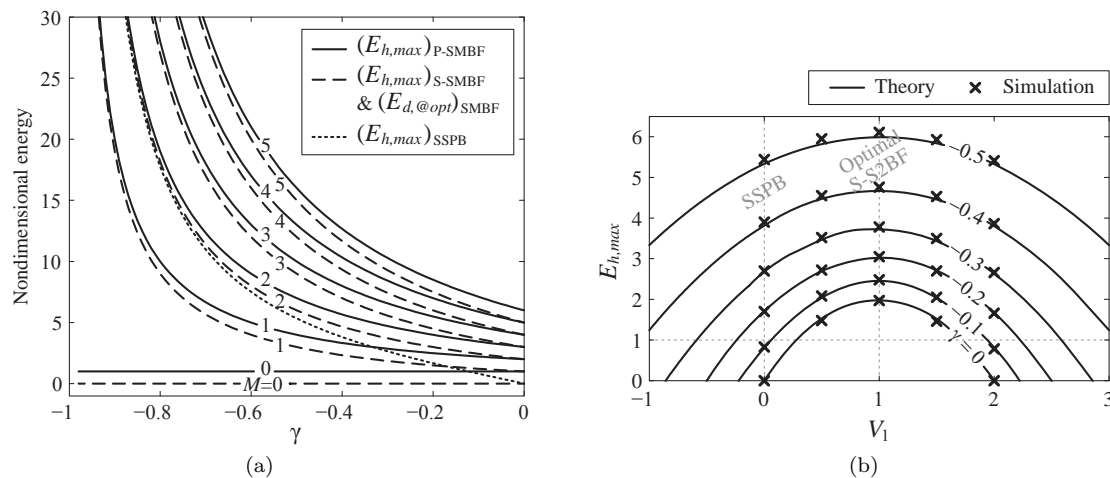 30
25
20
15
10
5
0
Nondimensional energy
(E_{h,max})_{P-SMBF}
(E_{h,max})_{S-SMBF}
& (E_{d,@opt})_{SMBF}
(E_{h,max})_{SSPB}
5
5
4
4
3
3
2
2
1
1
0
M=0
−1 −0.8 −0.6 −0.4 −0.2 0
γ
(a)
Theory Simulation
6
5
4
3
2
1
0
E_{h,max}
SSPB
Optimal
S-S2BF
−0.5
−0.4
−0.3
−0.2
−0.1
γ = 0
−1 0 1 2 3
V_1
(b)